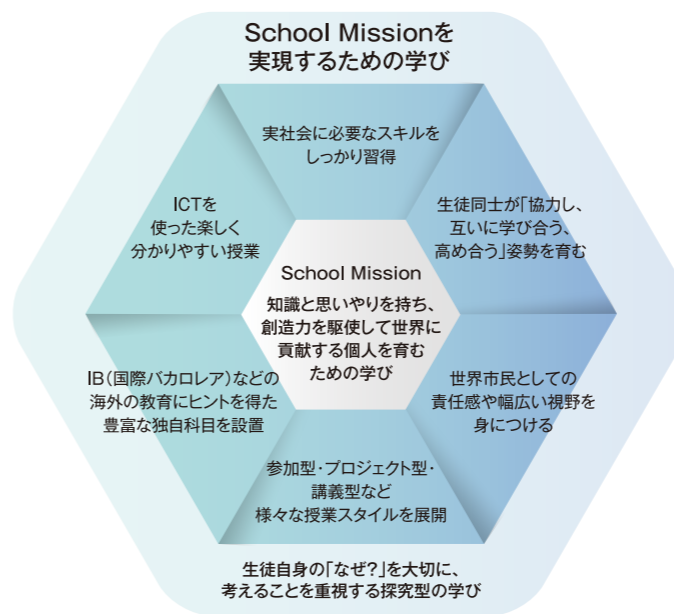 School Missionを
実現するための学び
実社会に必要なスキルを
しっかり習得
ICTを
使った楽しく
分かりやすい授業
生徒同士が「協力し、
互いに学び合う、
高め合う」姿勢を育む
School Mission
知識と思いやりを持ち、
創造力を駆使して世界に
貢献する個人を育む
ための学び
IB（国際バカロレア）などの
海外の教育にヒントを得た
豊富な独自科目を設置
世界市民としての
責任感や幅広い視野を
身につける
参加型・プロジェクト型・
講義型など
様々な授業スタイルを展開
生徒自身の「なぜ？」を大切に、
考えることを重視する探究型の学び